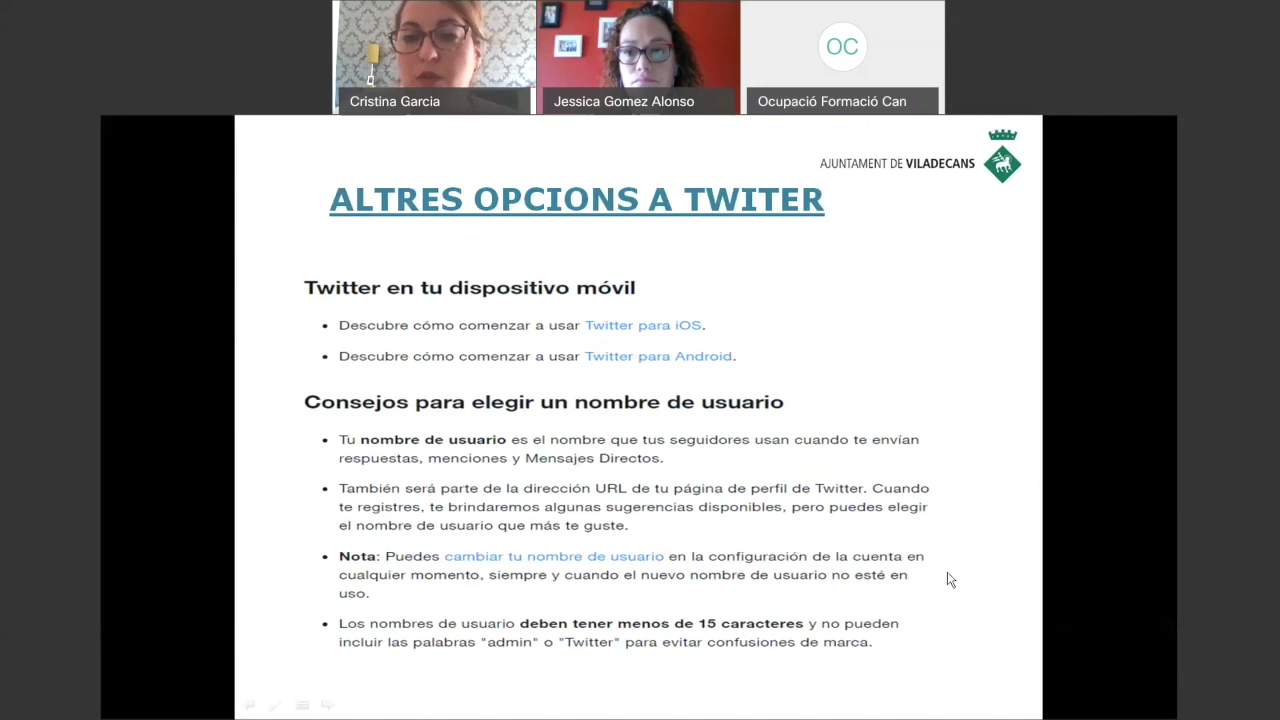 Cristina Garcia
Jessica Gomez Alonso
OC
Ocupació Formació Can
AJUNTAMENT DE VILADECANS
ALTRES OPCIONS A TWITER
Twitter en tu dispositivo móvil
Descubre cómo comenzar a usar Twitter para iOS.
Descubre cómo comenzar a usar Twitter para Android.
Consejos para elegir un nombre de usuario
Tu nombre de usuario es el nombre que tus seguidores usan cuando te envían
respuestas, menciones y Mensajes Directos.
También será parte de la dirección URL de tu página de perfil de Twitter. Cuando
te registres, te brindaremos algunas sugerencias disponibles, pero puedes elegir
el nombre de usuario que más te guste.
Nota: Puedes cambiar tu nombre de usuario en la configuración de la cuenta en
cualquier momento, siempre y cuando el nuevo nombre de usuario no esté en
uso.
Los nombres de usuario deben tener menos de 15 caracteres y no pueden
incluir las palabras "admin" o "Twitter" para evitar confusiones de marca.